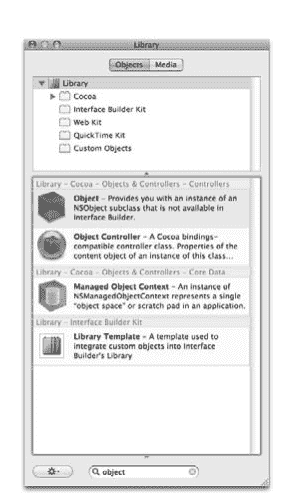 Library
Objects Media
Library
Cocoa
Interface Builder Kit
Web Kit
QuickTime Kit
Custom Objects
Library – Cocoa – Objects & Controllers – Controllers
Object – Provides you with an instance of an
NSObject subclass that is not available in
Interface Builder.
Object Controller – A Cocoa bindings-
compatible controller class. Properties of the
content object of an instance of this class...
Library – Cocoa – Objects & Controllers – Core Data
Managed Object Context – An instance of
NSManagedObjectContext represents a single
"object space" or scratch pad in an application.
Library – Interface Builder Kit
Library Template – A template used to
integrate custom objects into Interface
Builder's Library
object